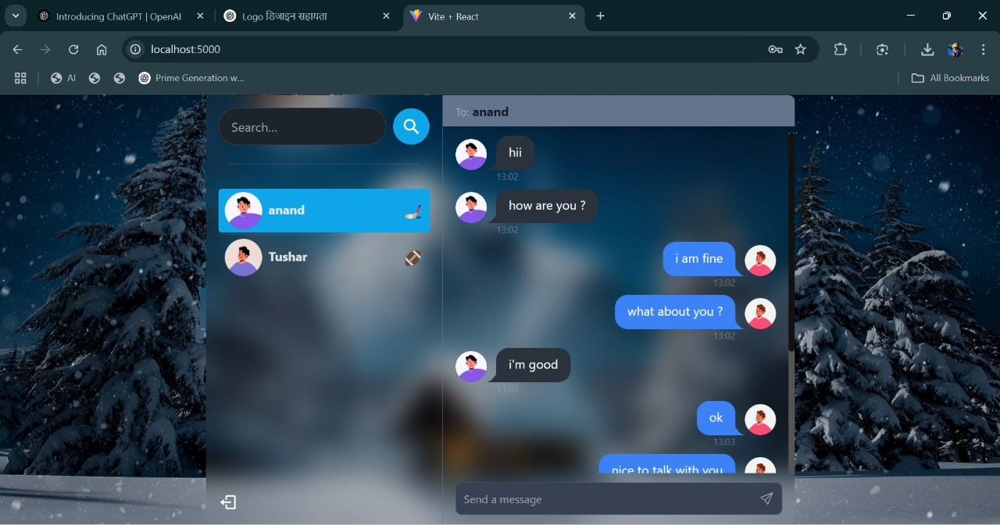 Introducing ChatGPT | OpenAI
Logo डिजाइन सहायता
Vite + React
localhost:5000
AI
Prime Generation w...
All Bookmarks
Search...
anand
Tushar
To: anand
hii
13:02
how are you ?
13:02
i am fine
13:02
what about you ?
13:02
i'm good
13:03
ok
13:03
nice to talk with you
Send a message